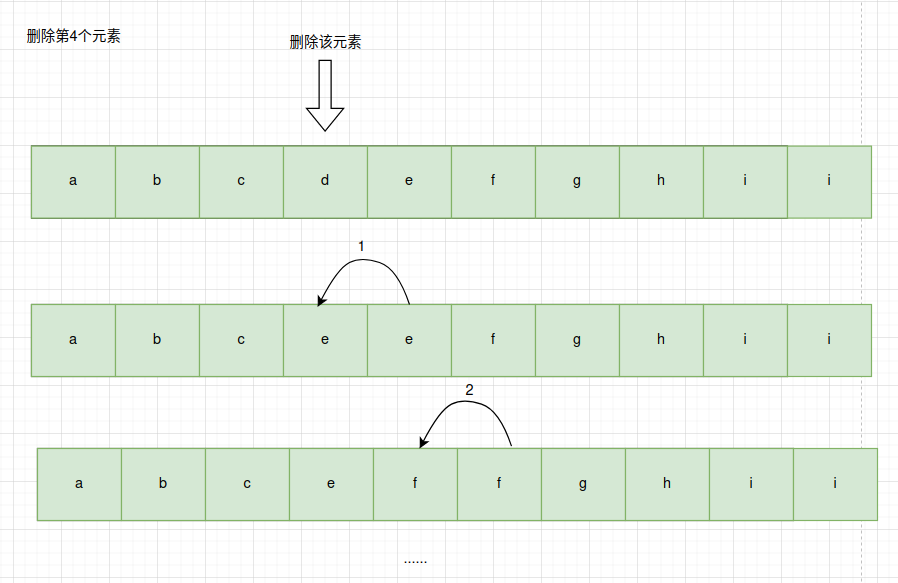 删除第4个元素
删除该元素
a b c d e f g h i i
1
a b c e e f g h i i
2
a b c e f f g h i i
......